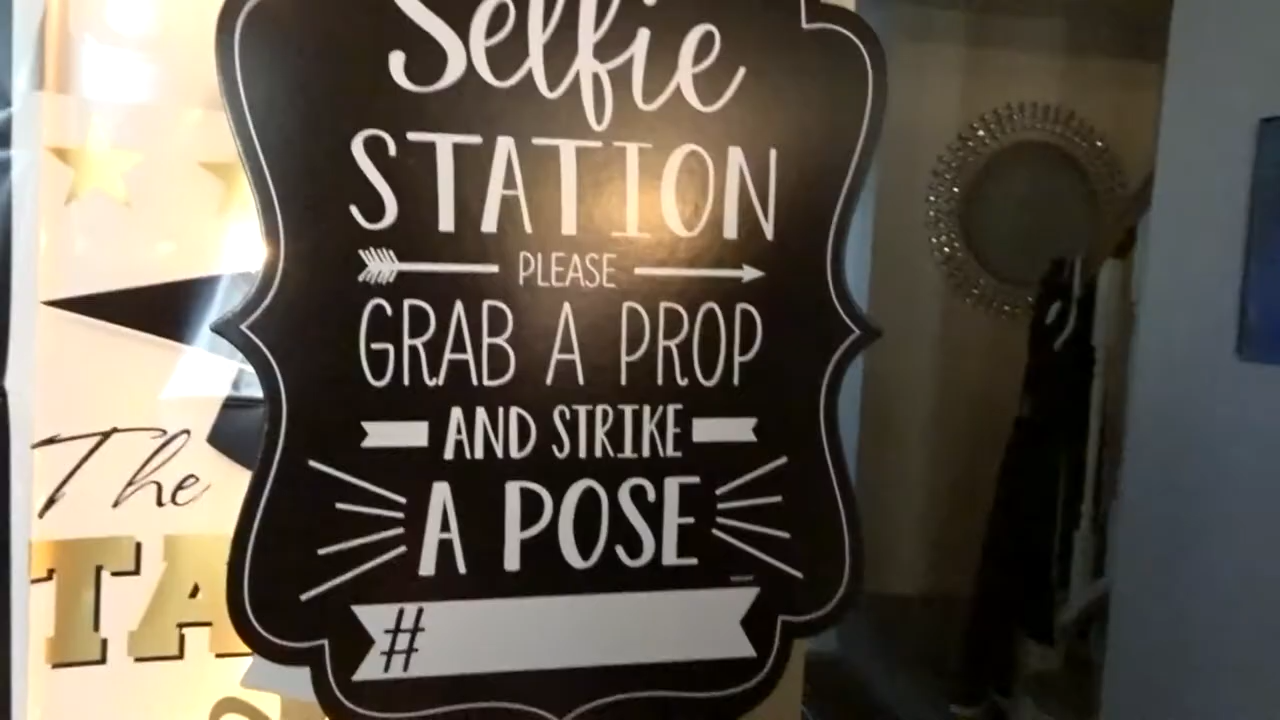 Selfie
STATION
PLEASE
GRAB A PROP
AND STRIKE
A POSE
#
The
TA